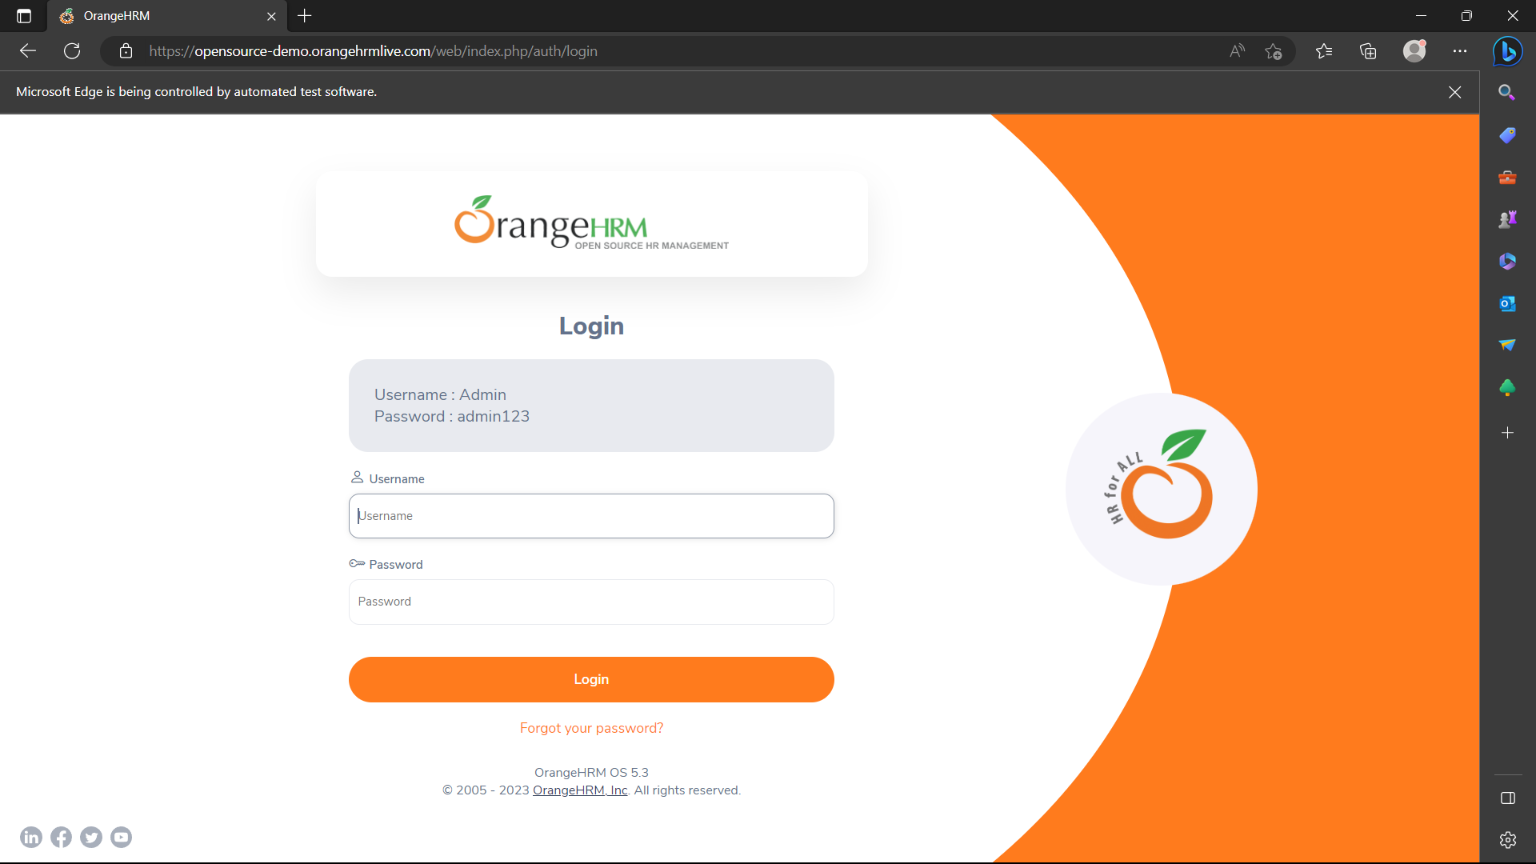 OrangeHRM
https://opensource-demo.orangehrmlive.com/web/index.php/auth/login
Microsoft Edge is being controlled by automated test software.
OrangeHRM
OPEN SOURCE HR MANAGEMENT
Login
Username : Admin
Password : admin123
Username
Username
Password
Password
Login
Forgot your password?
OrangeHRM OS 5.3
© 2005 - 2023 OrangeHRM, Inc. All rights reserved.
HR for ALL